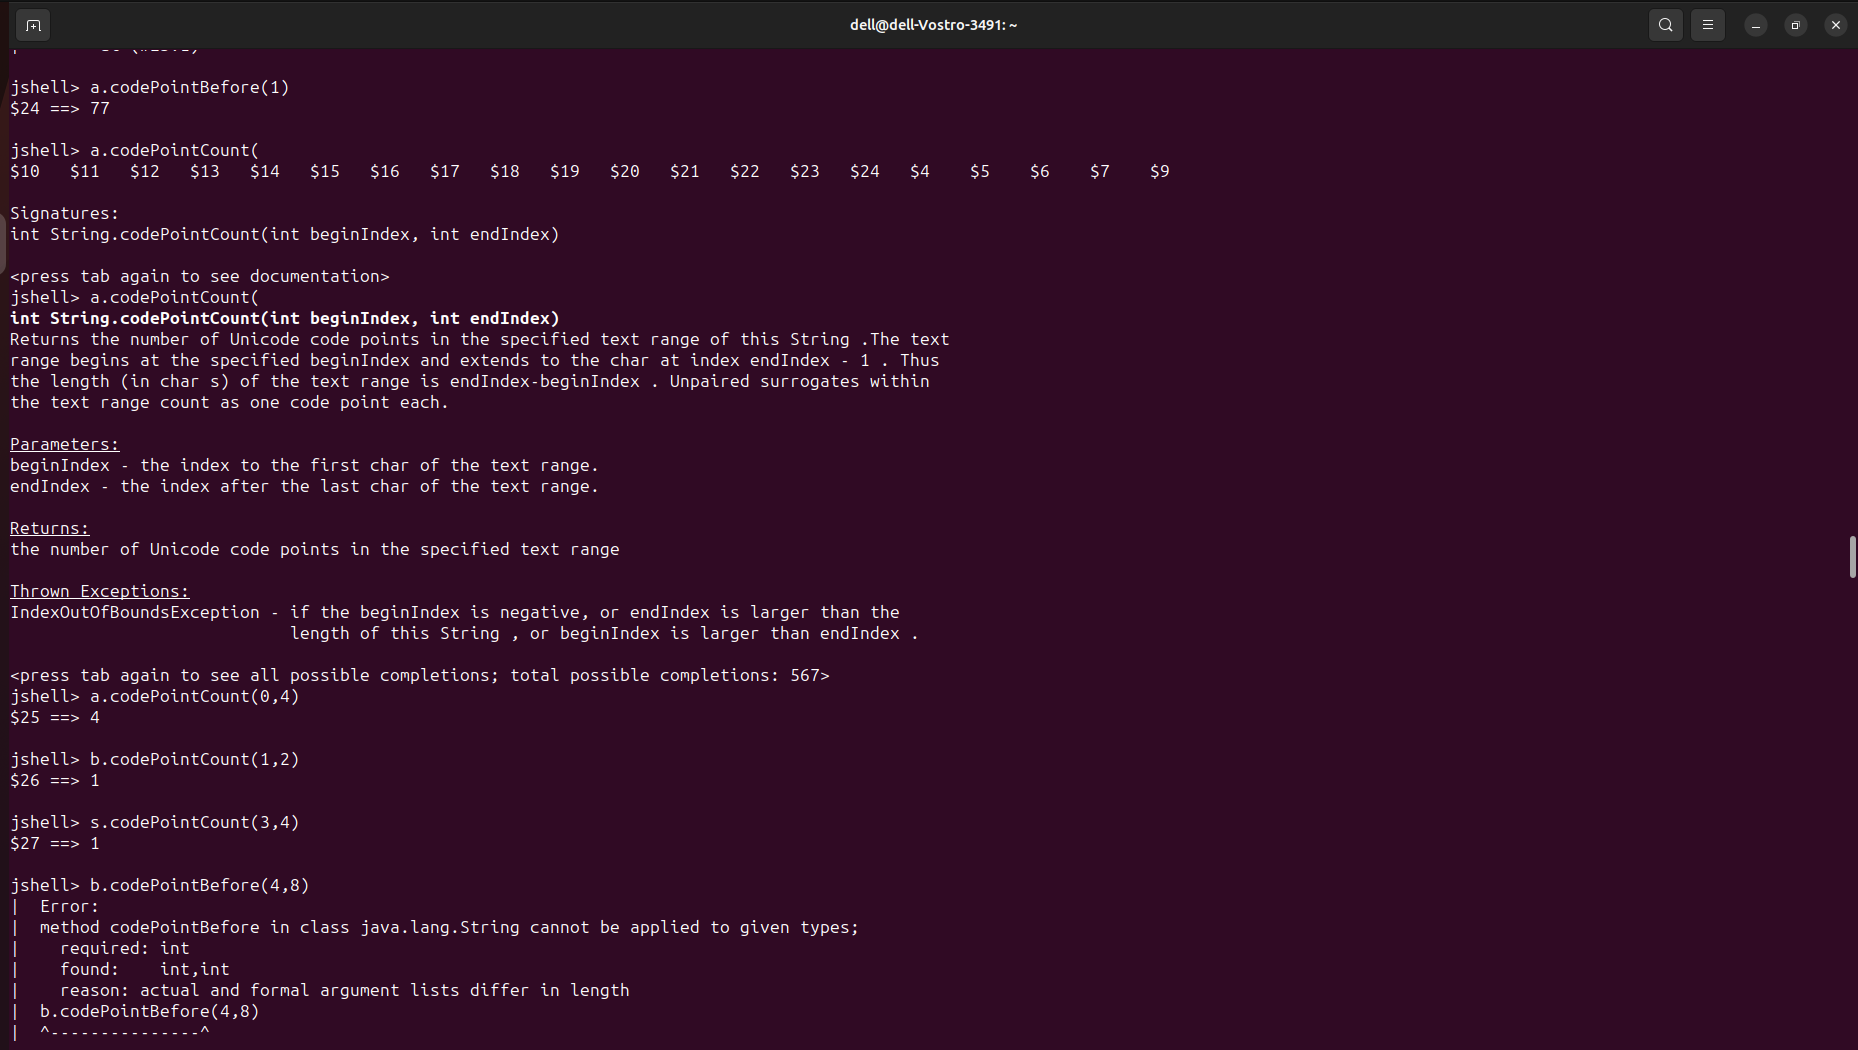 dell@dell-Vostro-3491: ~
jshell> a.codePointBefore(1)
$24 ==> 77
jshell> a.codePointCount(
$10   $11   $12   $13   $14   $15   $16   $17   $18   $19   $20   $21   $22   $23   $24   $4    $5    $6    $7    $9
Signatures:
int String.codePointCount(int beginIndex, int endIndex)
<press tab again to see documentation>
jshell> a.codePointCount(
int String.codePointCount(int beginIndex, int endIndex)
Returns the number of Unicode code points in the specified text range of this String .The text
range begins at the specified beginIndex and extends to the char at index endIndex - 1 . Thus
the length (in char s) of the text range is endIndex-beginIndex . Unpaired surrogates within
the text range count as one code point each.
Parameters:
beginIndex - the index to the first char of the text range.
endIndex - the index after the last char of the text range.
Returns:
the number of Unicode code points in the specified text range
Thrown Exceptions:
IndexOutOfBoundsException - if the beginIndex is negative, or endIndex is larger than the
                            length of this String , or beginIndex is larger than endIndex .
<press tab again to see all possible completions; total possible completions: 567>
jshell> a.codePointCount(0,4)
$25 ==> 4
jshell> b.codePointCount(1,2)
$26 ==> 1
jshell> s.codePointCount(3,4)
$27 ==> 1
jshell> b.codePointBefore(4,8)
|  Error:
|  method codePointBefore in class java.lang.String cannot be applied to given types;
|    required: int
|    found:    int,int
|    reason: actual and formal argument lists differ in length
|  b.codePointBefore(4,8)
|  ^---------------^